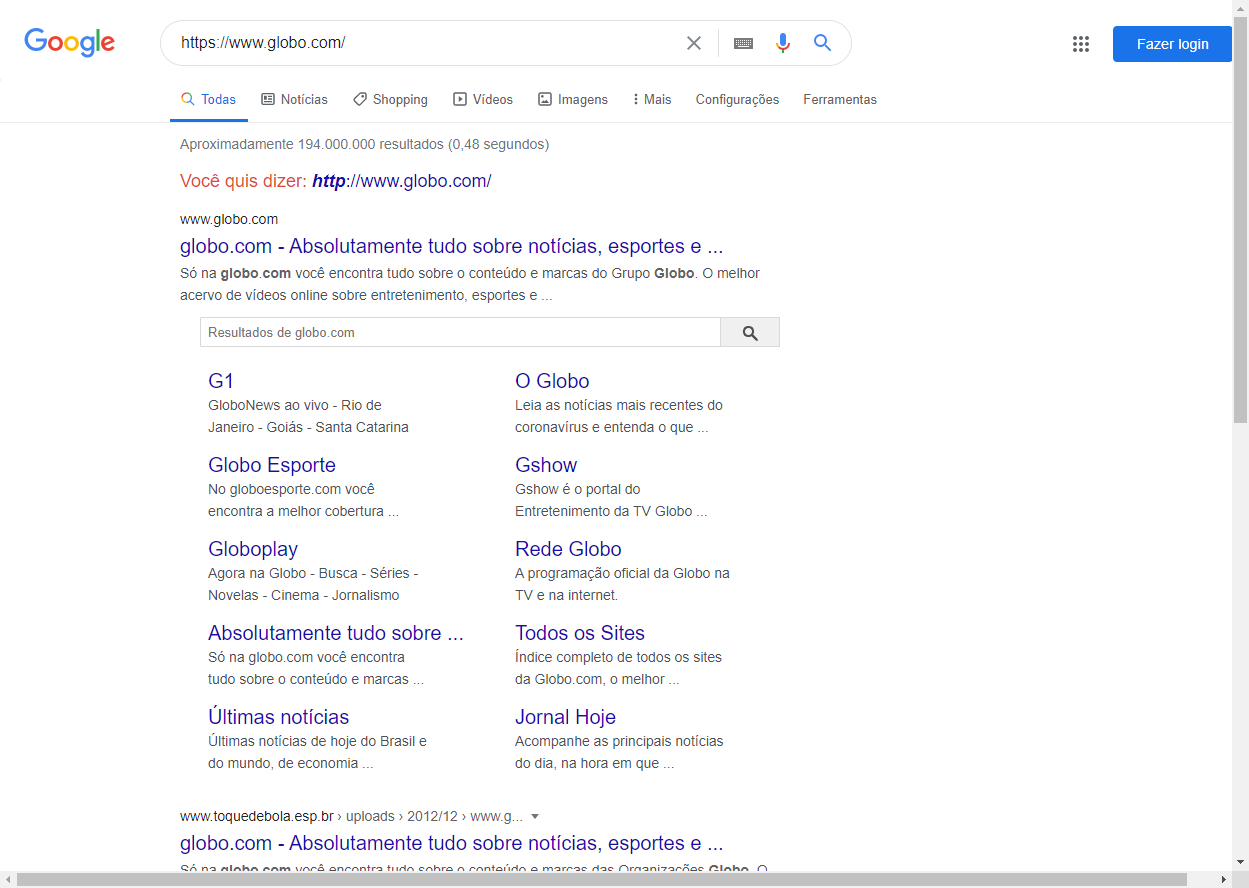 Google
https://www.globo.com/
Fazer login
Todas
Notícias
Shopping
Vídeos
Imagens
Mais
Configurações
Ferramentas
Aproximadamente 194.000.000 resultados (0,48 segundos)
Você quis dizer: http://www.globo.com/
www.globo.com
globo.com - Absolutamente tudo sobre notícias, esportes e ...
Só na globo.com você encontra tudo sobre o conteúdo e marcas do Grupo Globo. O melhor
acervo de vídeos online sobre entretenimento, esportes e ...
Resultados de globo.com
G1
GloboNews ao vivo - Rio de
Janeiro - Goiás - Santa Catarina
O Globo
Leia as notícias mais recentes do
coronavírus e entenda o que ...
Globo Esporte
No globoesporte.com você
encontra a melhor cobertura ...
Gshow
Gshow é o portal do
Entretenimento da TV Globo ...
Globoplay
Agora na Globo - Busca - Séries -
Novelas - Cinema - Jornalismo
Rede Globo
A programação oficial da Globo na
TV e na internet.
Absolutamente tudo sobre ...
Só na globo.com você encontra
tudo sobre o conteúdo e marcas ...
Todos os Sites
Índice completo de todos os sites
da Globo.com, o melhor ...
Últimas notícias
Últimas notícias de hoje do Brasil e
do mundo, de economia ...
Jornal Hoje
Acompanhe as principais notícias
do dia, na hora em que ...
www.toquedebola.esp.br › uploads › 2012/12 › www.g...
globo.com - Absolutamente tudo sobre notícias, esportes e ...
Só na globo.com você encontra tudo sobre o conteúdo e marcas das Organizações Globo. O